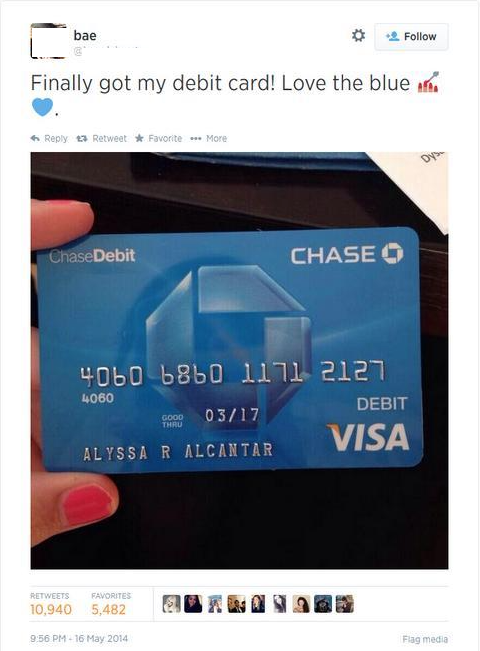 bae
Follow
Finally got my debit card! Love the blue 💅
💙.
Reply Retweet Favorite More
Dys
ChaseDebit CHASE
[card number withheld]
4060
GOOD THRU 03/17
DEBIT
ALYSSA R ALCANTAR
VISA
RETWEETS FAVORITES
10,940 5,482
9:56 PM - 16 May 2014 Flag media